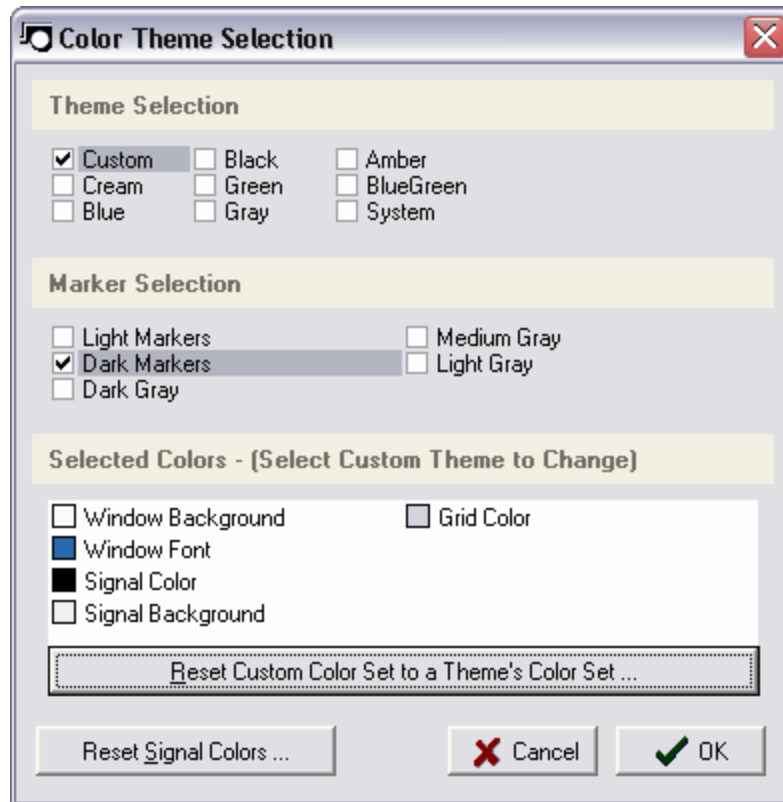 Color Theme Selection
Theme Selection
Custom Black Amber
Cream Green BlueGreen
Blue Gray System
Marker Selection
Light Markers Medium Gray
Dark Markers Light Gray
Dark Gray
Selected Colors - (Select Custom Theme to Change)
Window Background Grid Color
Window Font
Signal Color
Signal Background
Reset Custom Color Set to a Theme's Color Set ...
Reset Signal Colors ... Cancel OK